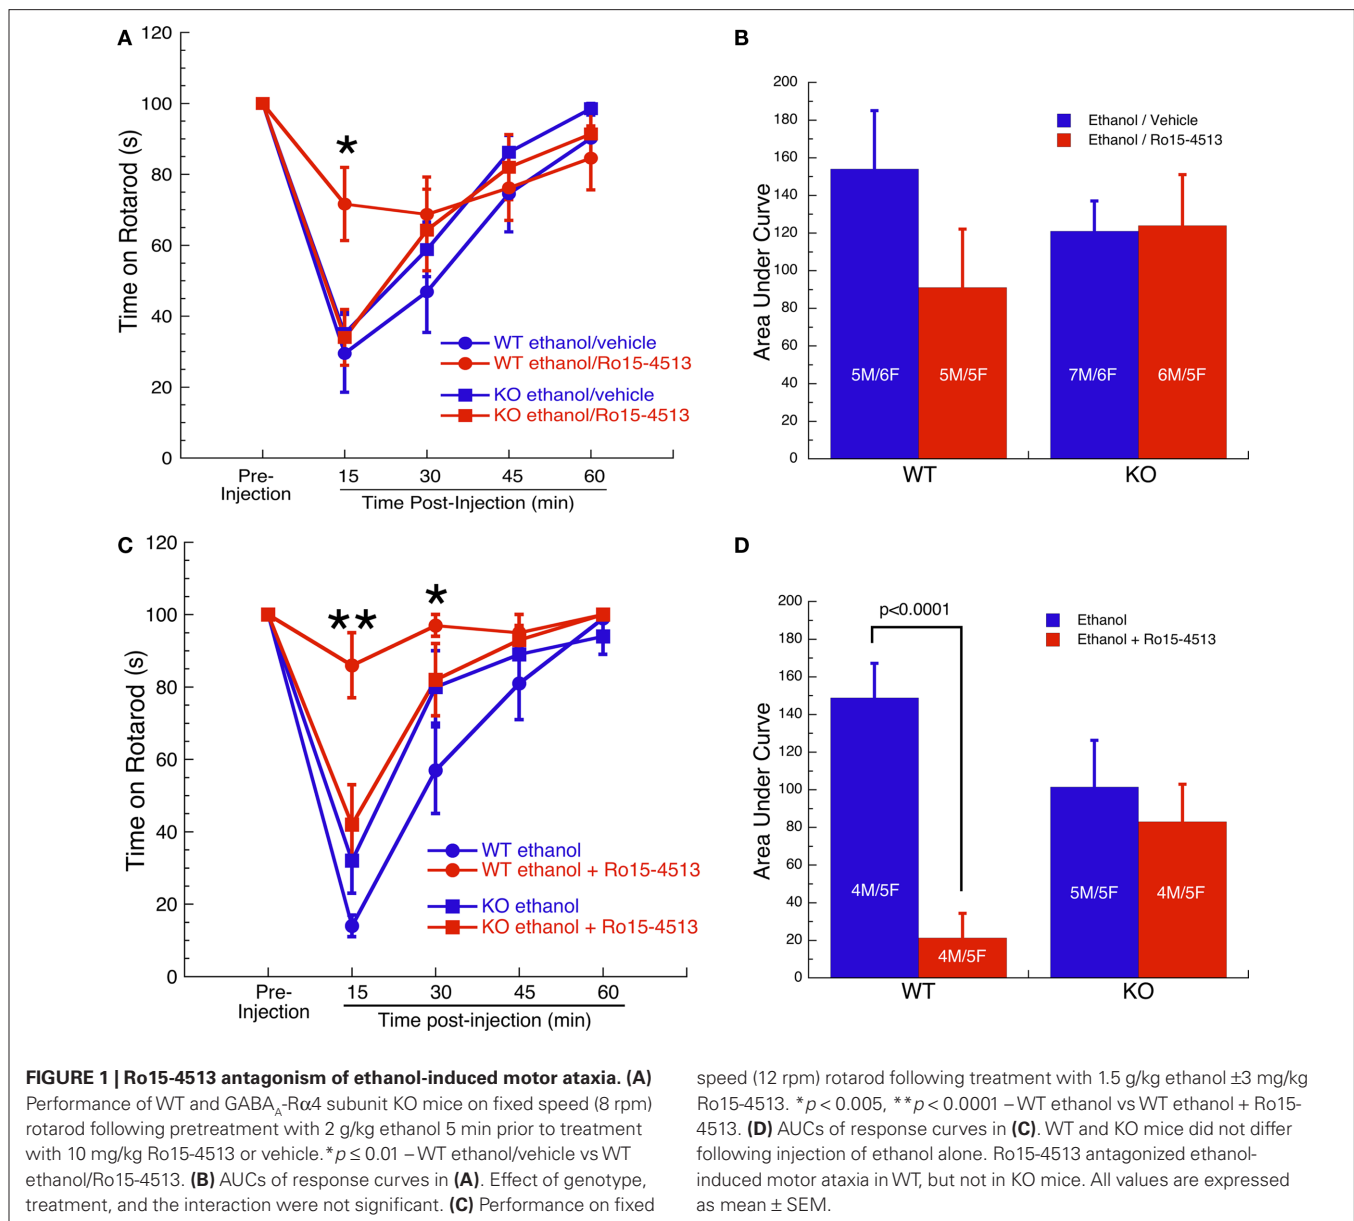 A
120
100
80
60
40
20
0
Time on Rotarod (s)
*
WT ethanol/vehicle
WT ethanol/Ro15-4513
KO ethanol/vehicle
KO ethanol/Ro15-4513
Pre-
Injection
15 30 45 60
Time Post-Injection (min)
B
200
180
160
140
120
100
80
60
40
20
0
Area Under Curve
Ethanol / Vehicle
Ethanol / Ro15-4513
5M/6F 5M/5F 7M/6F 6M/5F
WT KO
C
120
100
80
60
40
20
0
Time on Rotarod (s)
**
*
WT ethanol
WT ethanol + Ro15-4513
KO ethanol
KO ethanol + Ro15-4513
Pre-
Injection
15 30 45 60
Time post-injection (min)
D
200
180
160
140
120
100
80
60
40
20
0
Area Under Curve
p<0.0001
Ethanol
Ethanol + Ro15-4513
4M/5F 4M/5F 5M/5F 4M/5F
WT KO
FIGURE 1 | Ro15-4513 antagonism of ethanol-induced motor ataxia. (A)
Performance of WT and GABAA-Rα4 subunit KO mice on fixed speed (8 rpm)
rotarod following pretreatment with 2 g/kg ethanol 5 min prior to treatment
with 10 mg/kg Ro15-4513 or vehicle. *p ≤ 0.01 – WT ethanol/vehicle vs WT
ethanol/Ro15-4513. (B) AUCs of response curves in (A). Effect of genotype,
treatment, and the interaction were not significant. (C) Performance on fixed
speed (12 rpm) rotarod following treatment with 1.5 g/kg ethanol ±3 mg/kg
Ro15-4513. *p < 0.005, **p < 0.0001 – WT ethanol vs WT ethanol + Ro15-
4513. (D) AUCs of response curves in (C). WT and KO mice did not differ
following injection of ethanol alone. Ro15-4513 antagonized ethanol-
induced motor ataxia in WT, but not in KO mice. All values are expressed
as mean ± SEM.